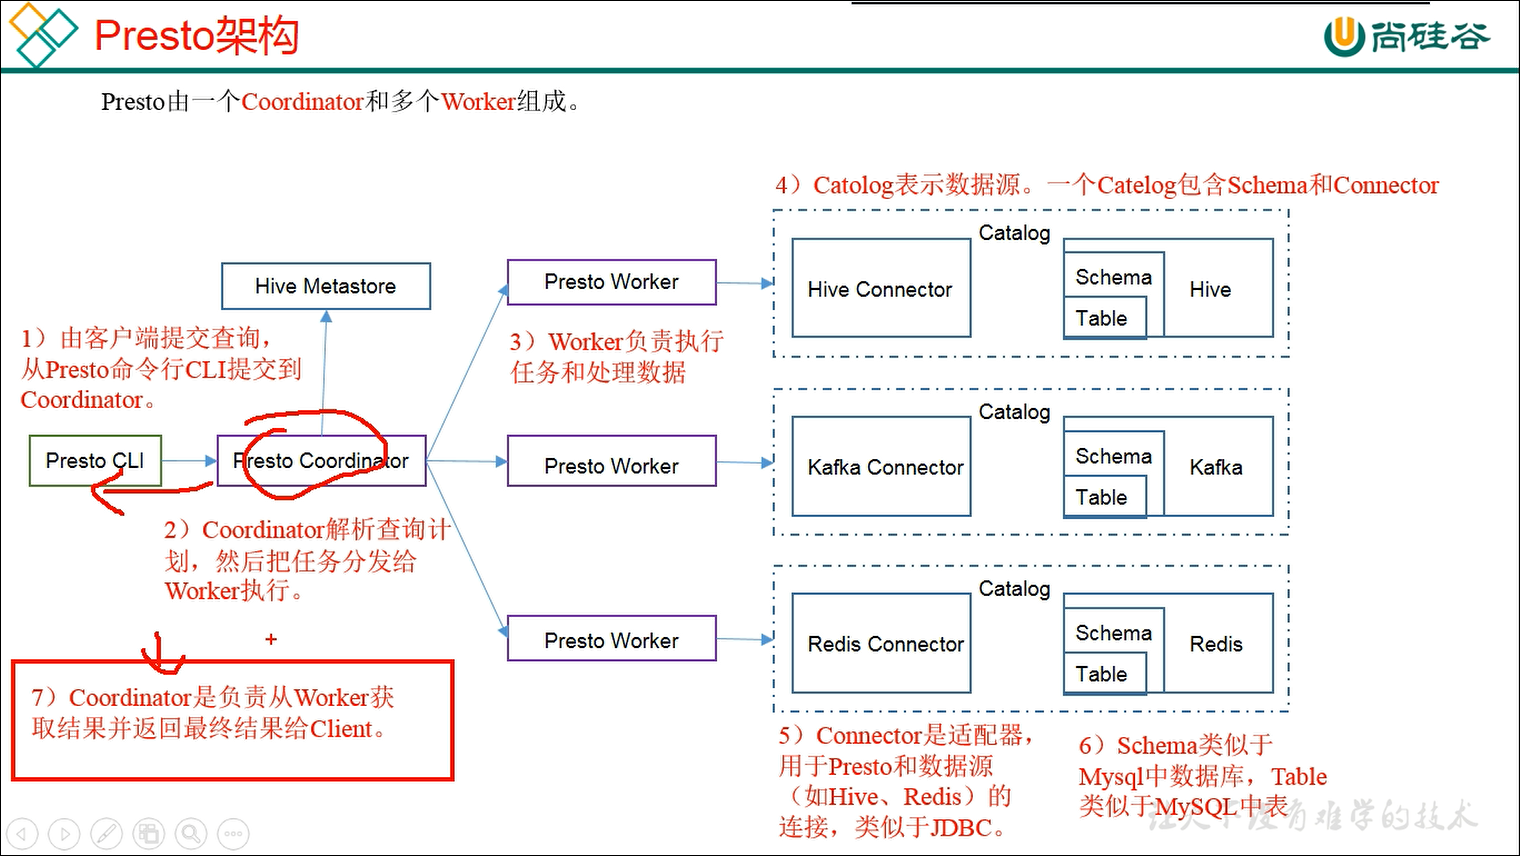 Presto架构
尚硅谷
Presto由一个Coordinator和多个Worker组成。
4）Catolog表示数据源。一个Catelog包含Schema和Connector
Catalog
Hive Connector
Schema
Table
Hive
Hive Metastore
Presto Worker
1）由客户端提交查询，
从Presto命令行CLI提交到
Coordinator。
3）Worker负责执行
任务和处理数据
Presto CLI
Presto Coordinator
Presto Worker
Catalog
Kafka Connector
Schema
Table
Kafka
2）Coordinator解析查询计
划，然后把任务分发给
Worker执行。
Presto Worker
Catalog
Redis Connector
Schema
Table
Redis
7）Coordinator是负责从Worker获
取结果并返回最终结果给Client。
5）Connector是适配器，
用于Presto和数据源
（如Hive、Redis）的
连接，类似于JDBC。
6）Schema类似于
Mysql中数据库，Table
类似于MySQL中表
让天下没有难学的技术